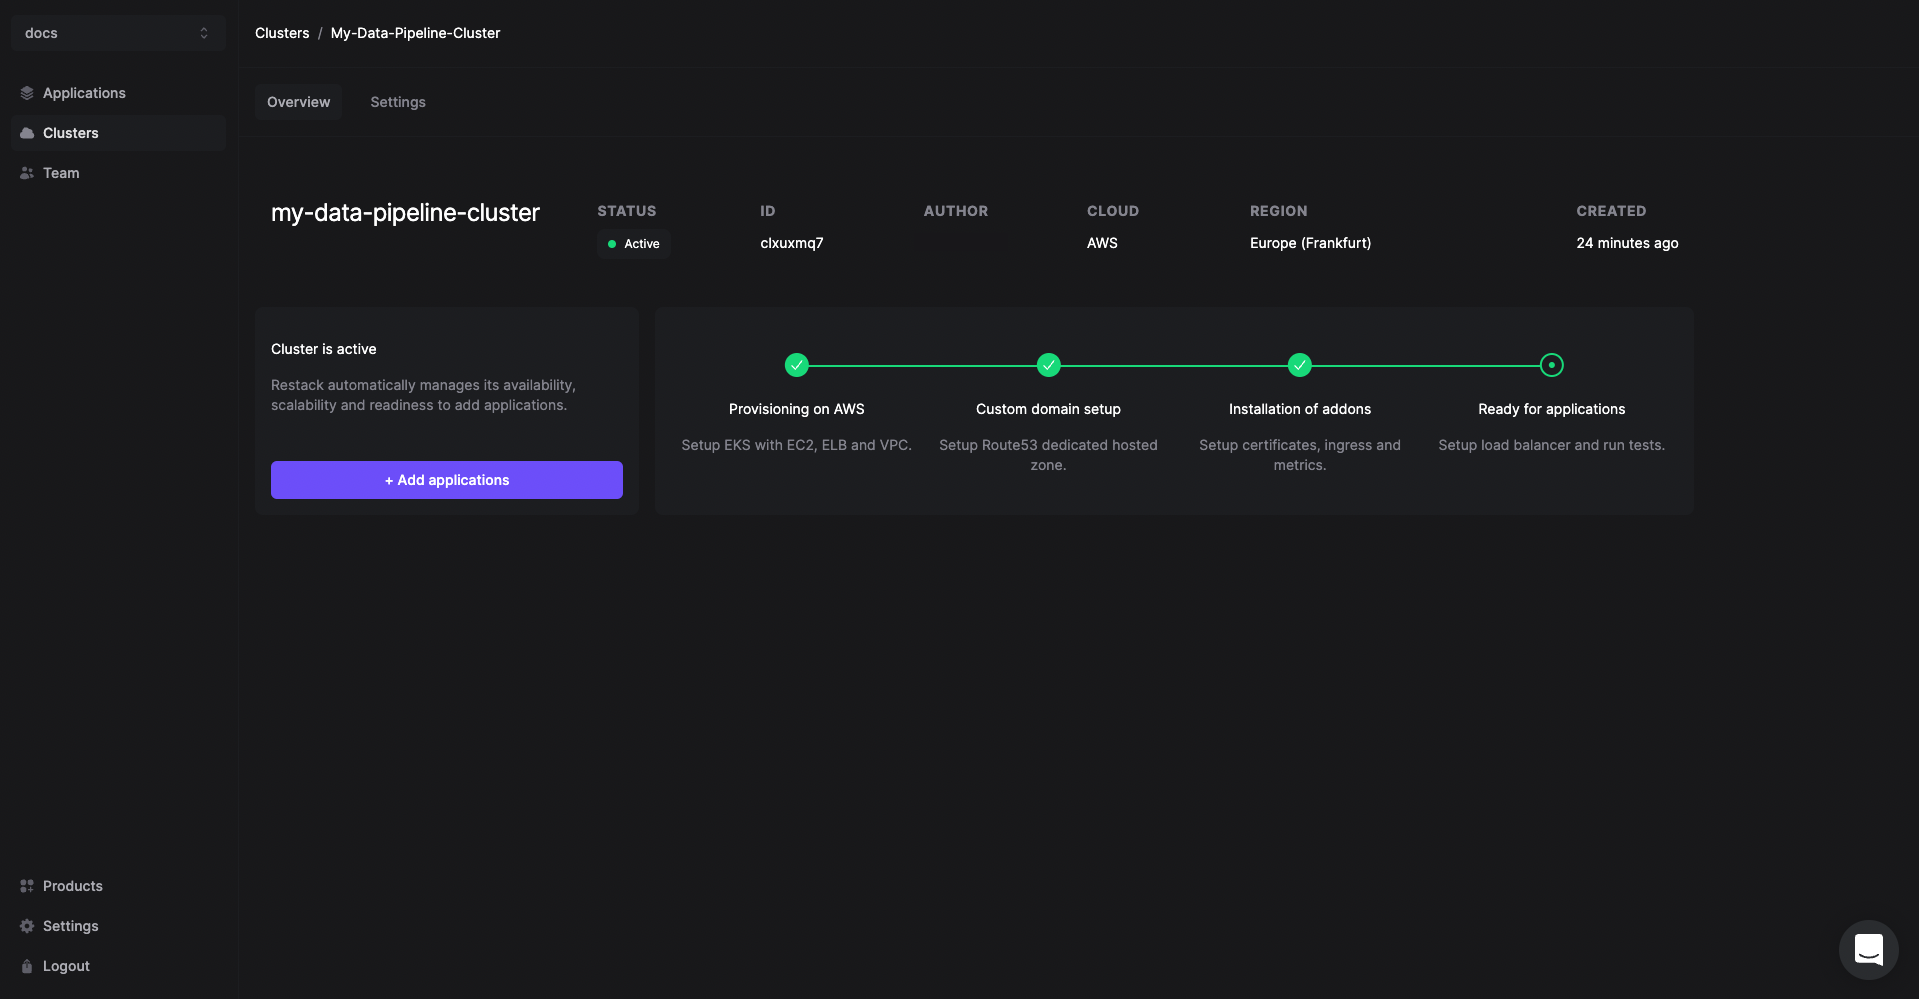 docs
Applications
Clusters
Team
Products
Settings
Logout
Clusters / My-Data-Pipeline-Cluster
Overview Settings
my-data-pipeline-cluster
STATUS ID AUTHOR CLOUD REGION CREATED
Active clxuxmq7 AWS Europe (Frankfurt) 24 minutes ago
Cluster is active
Restack automatically manages its availability,
scalability and readiness to add applications.
+ Add applications
Provisioning on AWS
Setup EKS with EC2, ELB and VPC.
Custom domain setup
Setup Route53 dedicated hosted
zone.
Installation of addons
Setup certificates, ingress and
metrics.
Ready for applications
Setup load balancer and run tests.